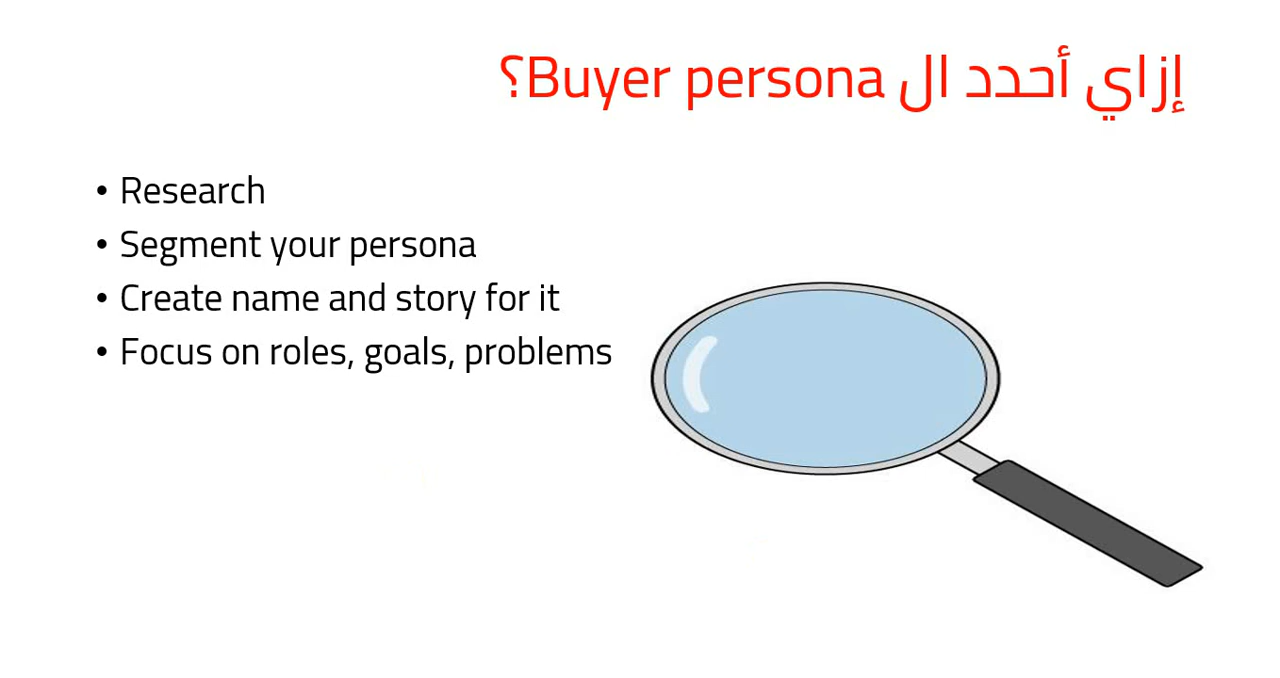 إزاي أحدد ال Buyer persona؟
• Research
• Segment your persona
• Create name and story for it
• Focus on roles, goals, problems